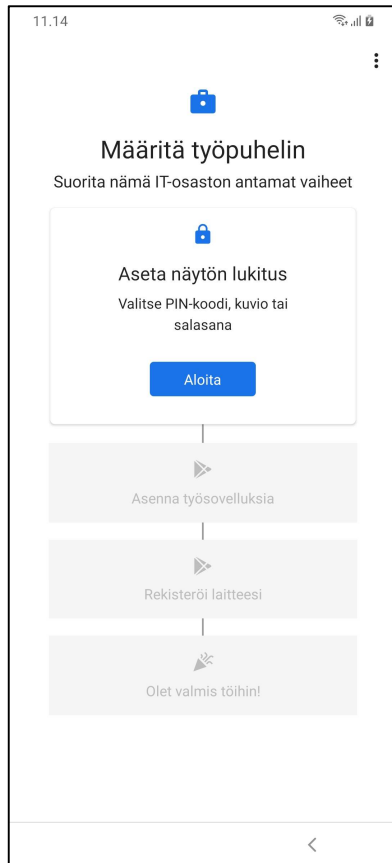 11.14
Määritä työpuhelin
Suorita nämä IT-osaston antamat vaiheet
Aseta näytön lukitus
Valitse PIN-koodi, kuvio tai
salasana
Aloita
Asenna työsovelluksia
Rekisteröi laitteesi
Olet valmis töihin!